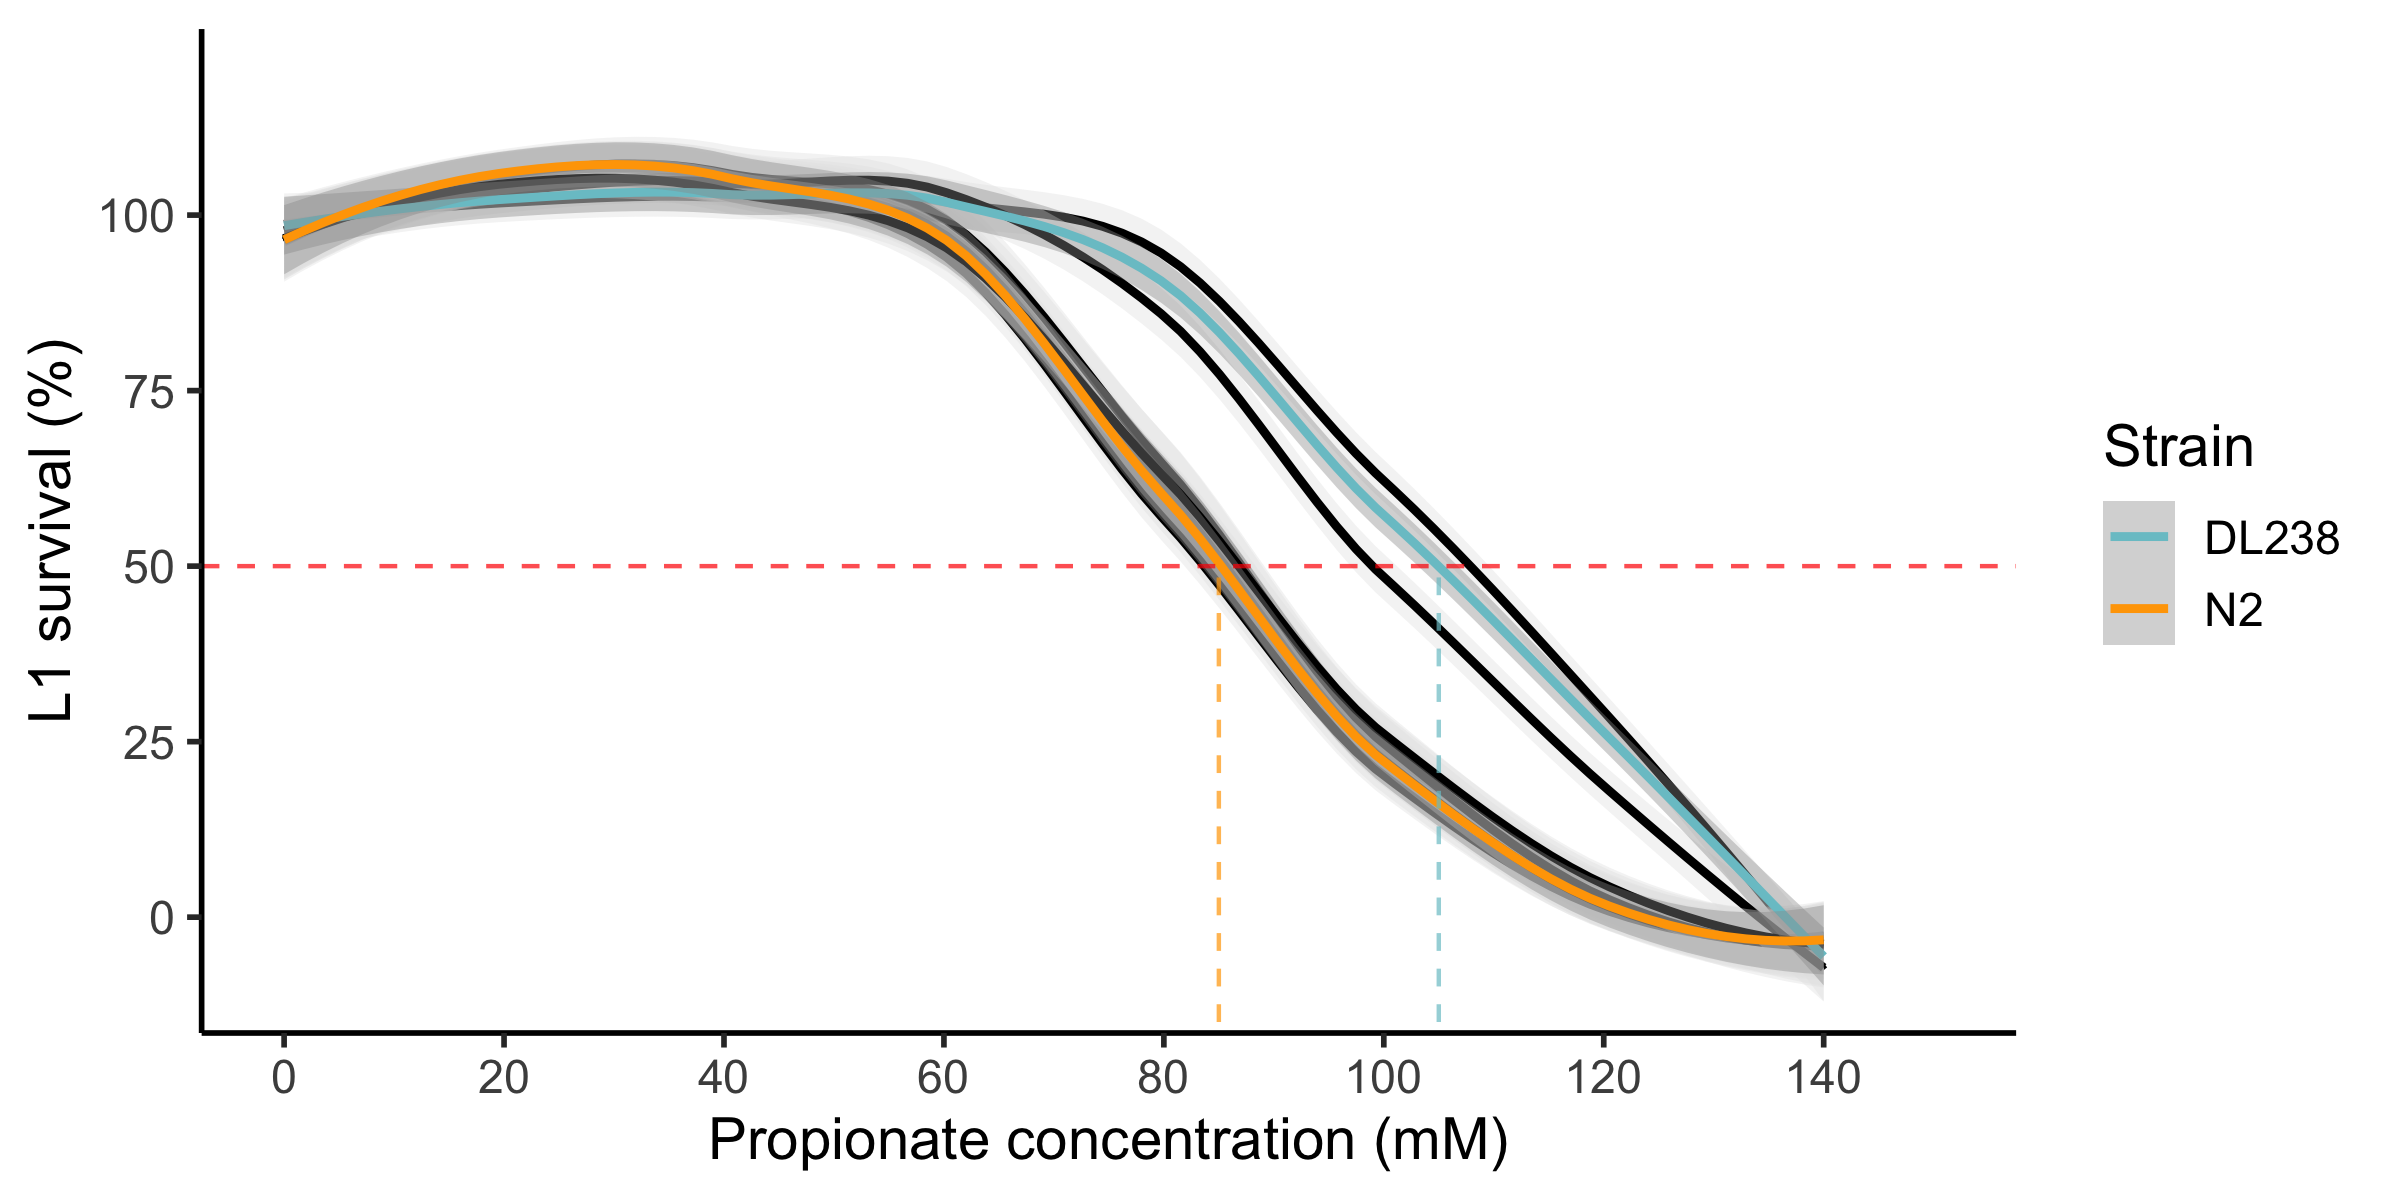 L1 survival (%)
100
75
50
25
0
0 20 40 60 80 100 120 140
Propionate concentration (mM)
Strain
DL238
N2